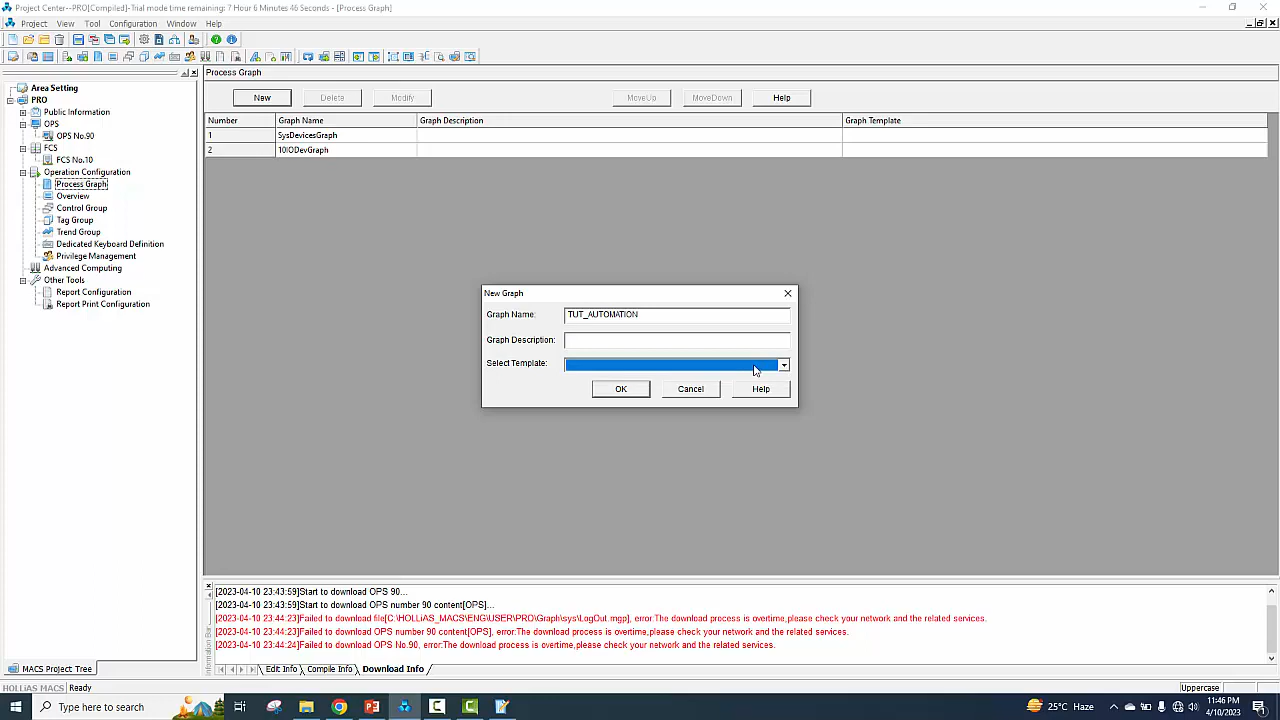 Project Center--PRO[Compiled]-Trial mode time remaining: 7 Hour 6 Minutes 46 Seconds - [Process Graph]
Project View Tool Configuration Window Help
Area Setting
PRO
Public Information
OPS
OPS No.90
FCS
FCS No.10
Operation Configuration
Process Graph
Overview
Control Group
Tag Group
Trend Group
Dedicated Keyboard Definition
Privilege Management
Advanced Computing
Other Tools
Report Configuration
Report Print Configuration
MACS Project Tree
Process Graph
New Delete Modify MoveUp MoveDown Help
Number Graph Name Graph Description Graph Template
1 SysDevicesGraph
2 10IODevGraph
New Graph
Graph Name: TUT_AUTOMATION
Graph Description:
Select Template:
OK Cancel Help
Information Bar
[2023-04-10 23:43:59]Start to download OPS 90...
[2023-04-10 23:43:59]Start to download OPS number 90 content[OPS]...
[2023-04-10 23:44:23]Failed to download file[C:\HOLLiAS_MACS\ENG\USER\PRO\Graph\sys\LogOut.mgp], error:The download process is overtime,please check your network and the related services.
[2023-04-10 23:44:23]Failed to download OPS number 90 content[OPS], error:The download process is overtime,please check your network and the related services.
[2023-04-10 23:44:24]Failed to download OPS No.90, error:The download process is overtime,please check your network and the related services.
Edit Info Compile Info Download Info
HOLLiAS MACS Ready Uppercase
Type here to search
25°C Haze
11:46 PM
4/10/2023